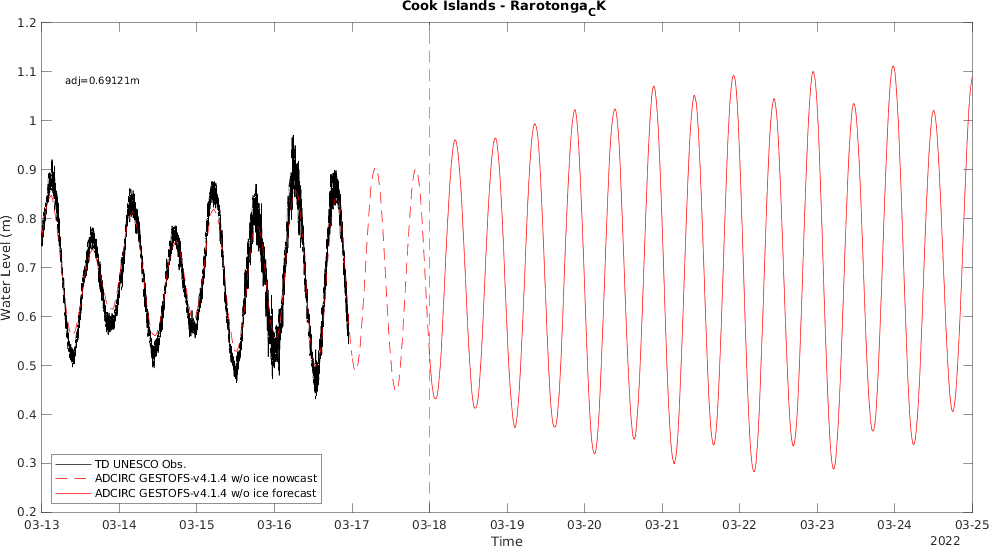 Cook Islands - Rarotonga_CK
1.2
1.1
1
0.9
0.8
0.7
0.6
0.5
0.4
0.3
0.2
Water Level (m)
adj=0.69121m
TD UNESCO Obs.
ADCIRC GESTOFS-v4.1.4 w/o ice nowcast
ADCIRC GESTOFS-v4.1.4 w/o ice forecast
03-13 03-14 03-15 03-16 03-17 03-18 03-19 03-20 03-21 03-22 03-23 03-24 03-25
Time
2022